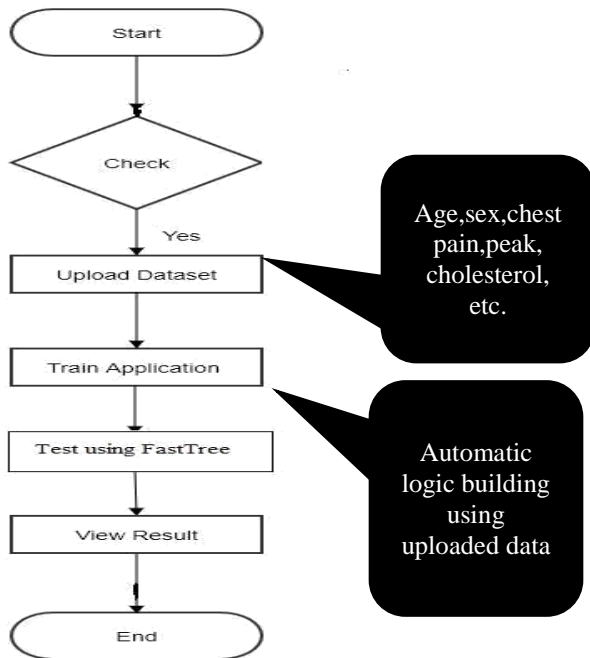 Start
Check
Yes
Upload Dataset
Age,sex,chest
pain,peak,
cholesterol,
etc.
Train Application
Test using FastTree
Automatic
logic building
using
uploaded data
View Result
End